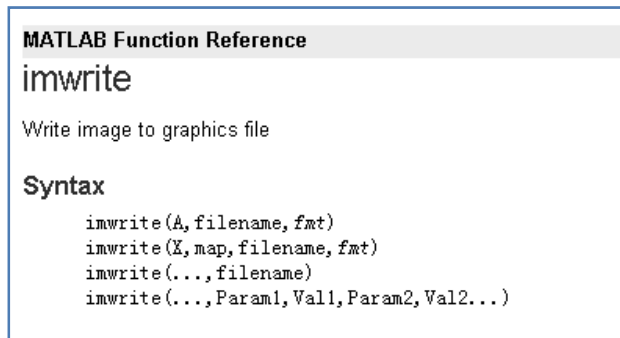 MATLAB Function Reference
imwrite
Write image to graphics file
Syntax
imwrite(A,filename,fmt)
imwrite(X,map,filename,fmt)
imwrite(...,filename)
imwrite(...,Param1,Val1,Param2,Val2...)